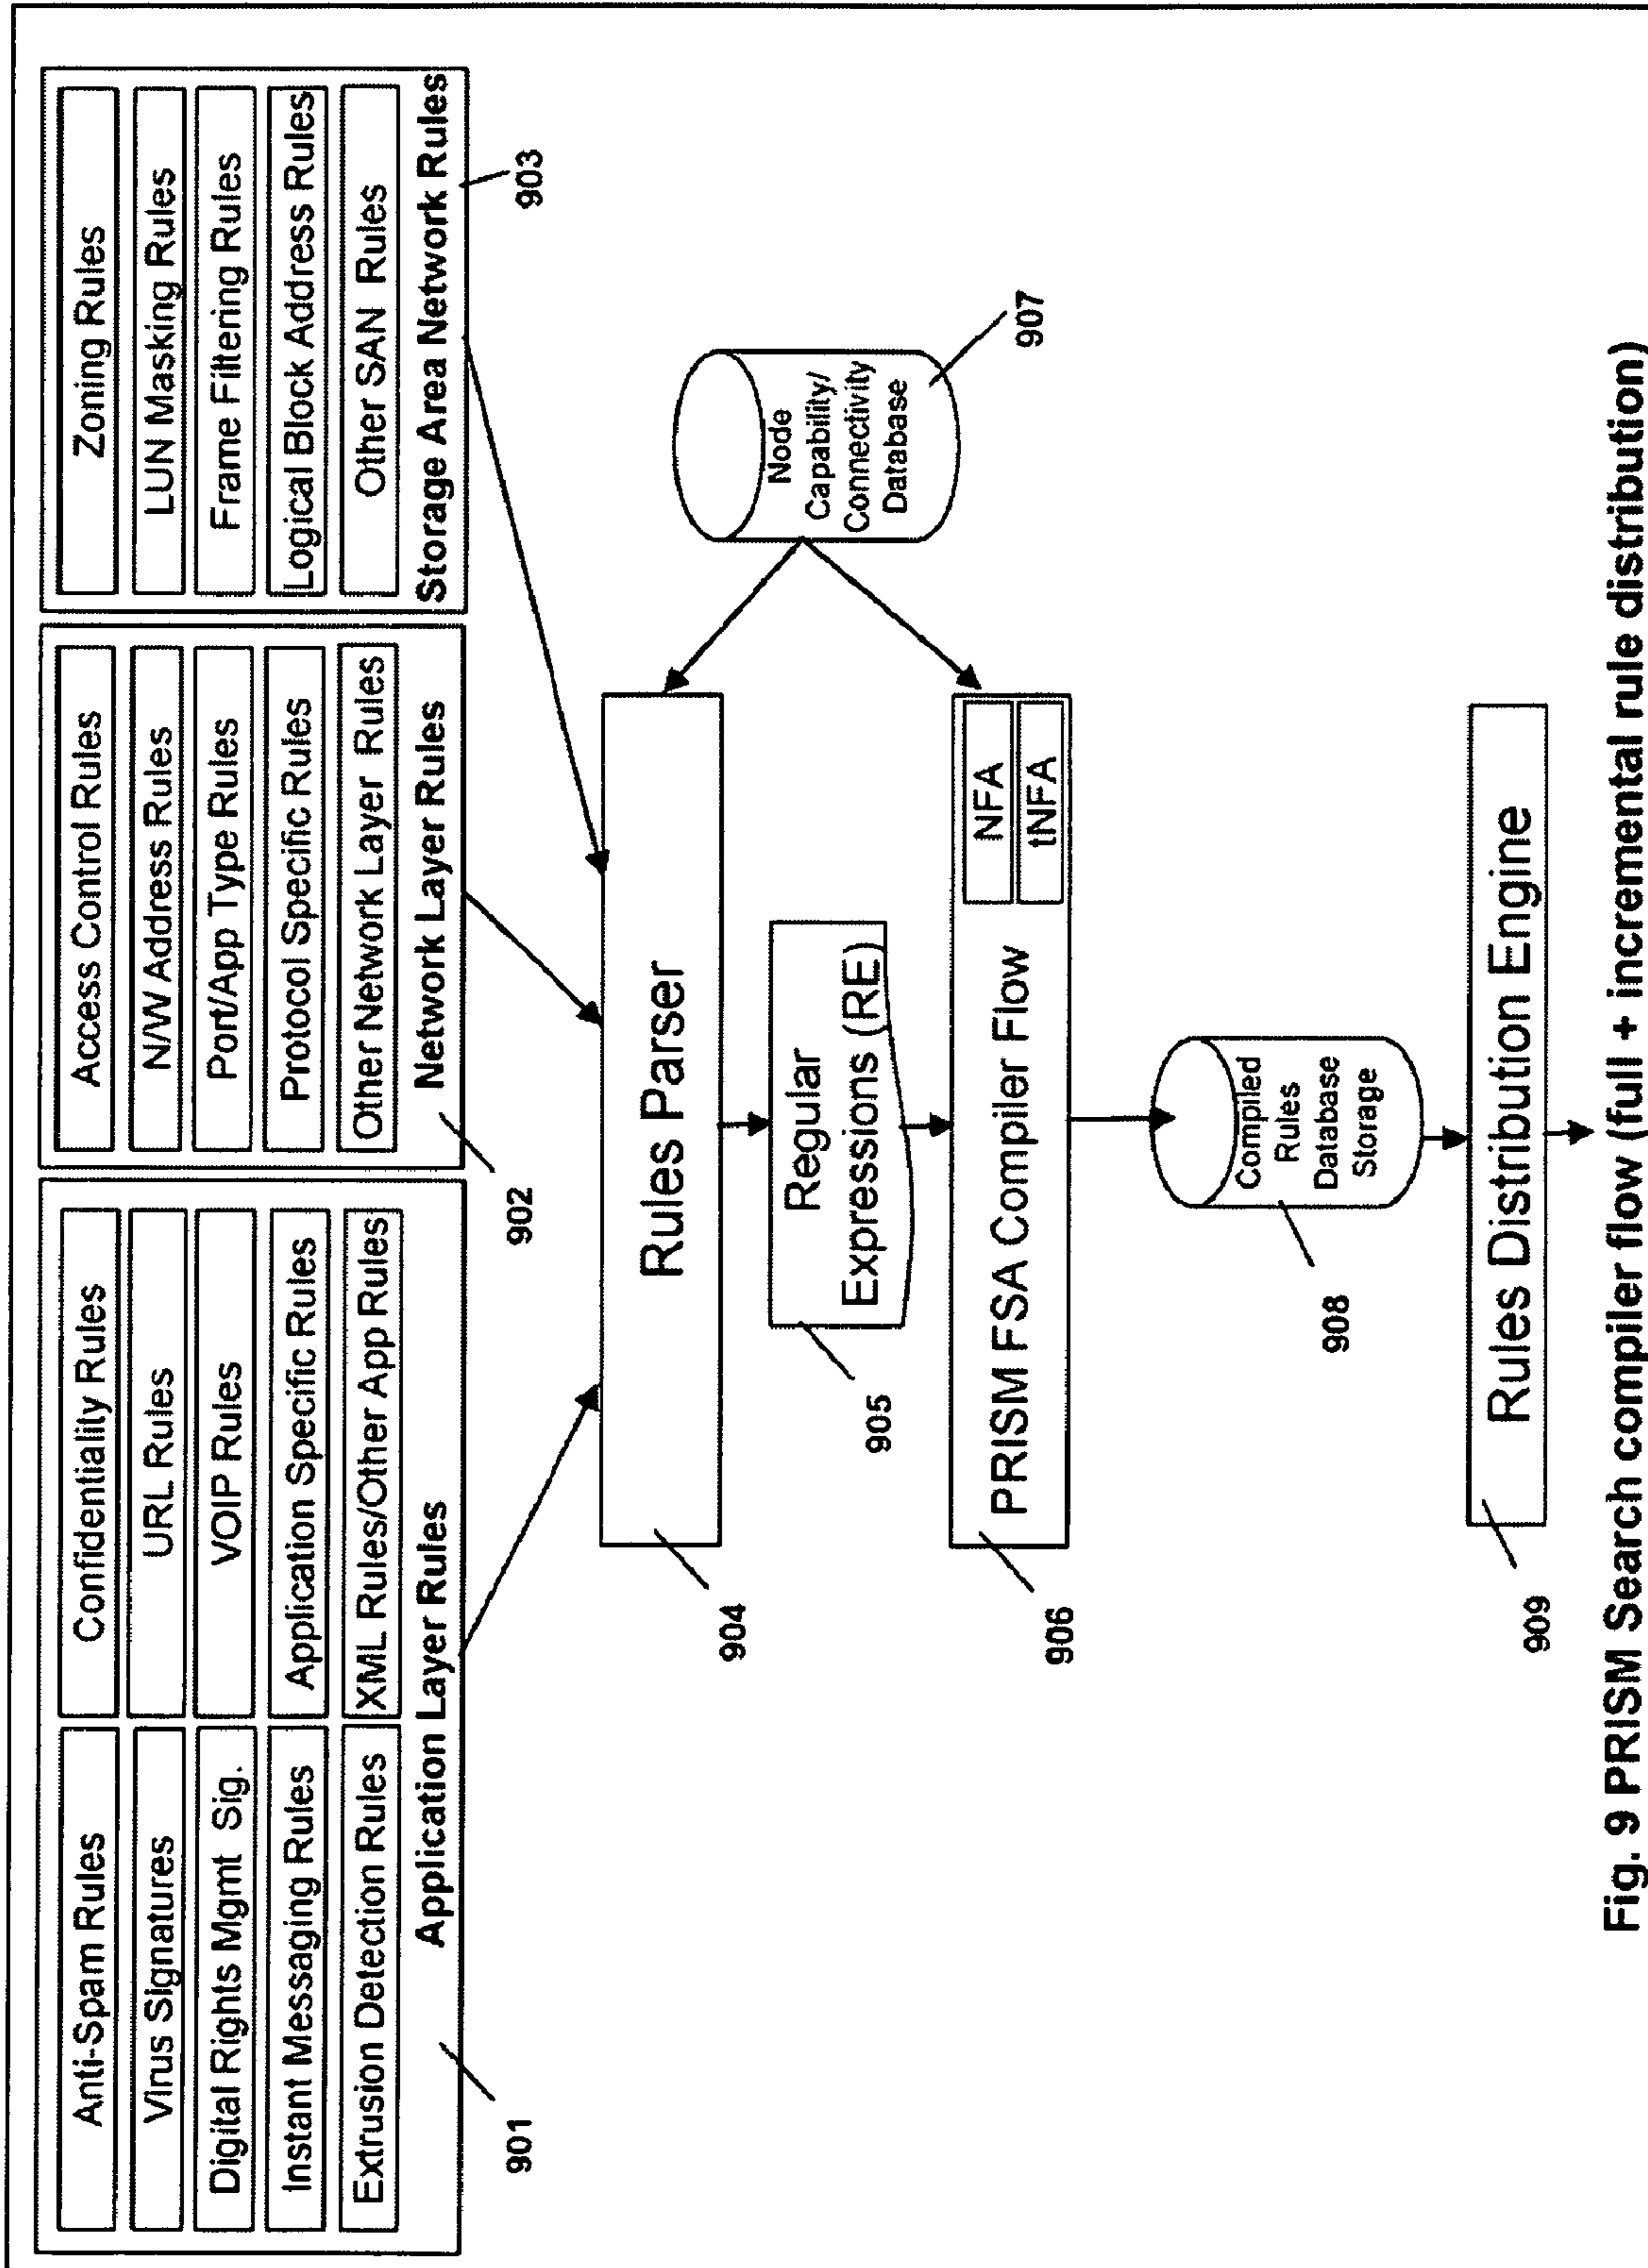 Anti-Spam Rules
Virus Signatures
Digital Rights Mgmt Sig.
Instant Messaging Rules
Extrusion Detection Rules
Confidentiality Rules
URL Rules
VOIP Rules
Application Specific Rules
XML Rules/Other App Rules
Application Layer Rules
901
Access Control Rules
N/W Address Rules
Port/App Type Rules
Protocol Specific Rules
Other Network Layer Rules
Network Layer Rules
902
Zoning Rules
LUN Masking Rules
Frame Filtering Rules
Logical Block Address Rules
Other SAN Rules
Storage Area Network Rules
903
Rules Parser
904
Node
Capability/
Connectivity
Database
907
Regular
Expressions (RE)
905
PRISM FSA Compiler Flow
NFA
tNFA
906
Compiled
Rules
Database
Storage
908
Rules Distribution Engine
909
Fig. 9 PRISM Search compiler flow (full + incremental rule distribution)